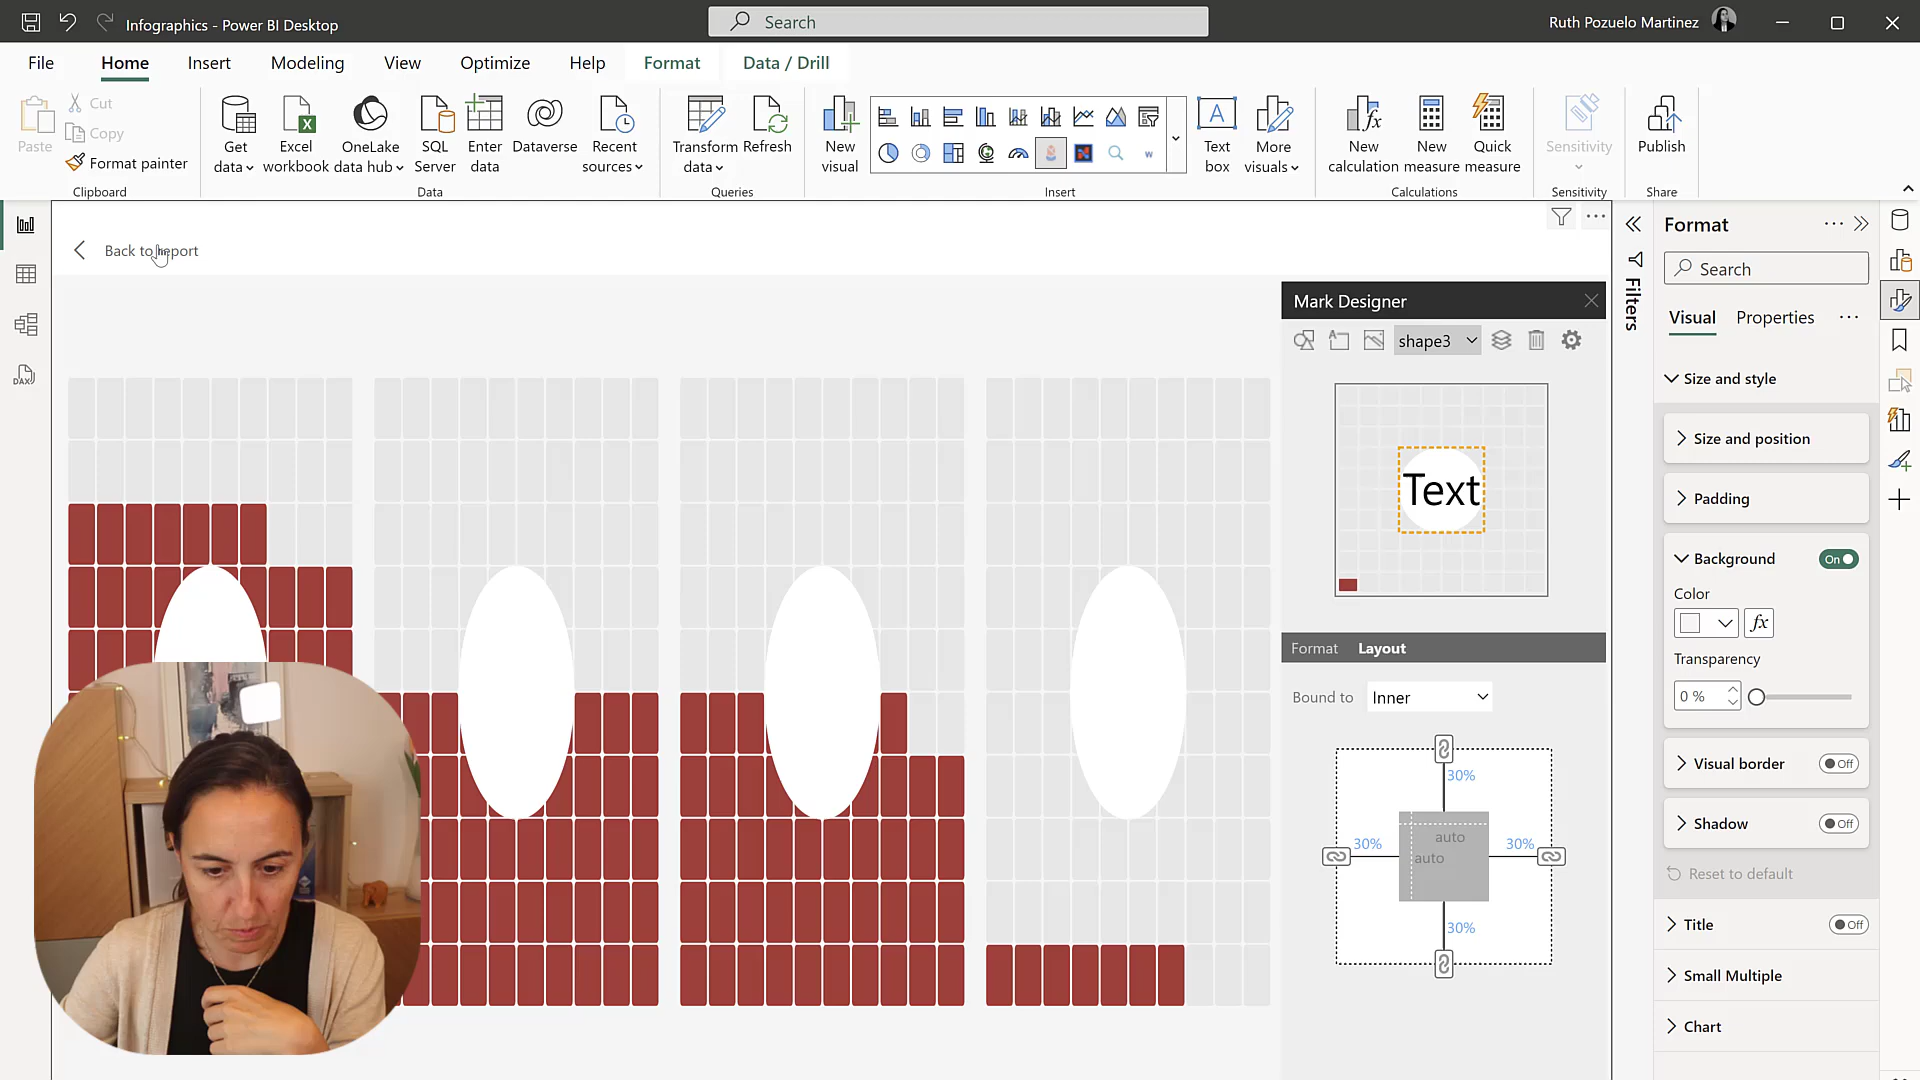 Infographics - Power BI Desktop
Search
Ruth Pozuelo Martinez
File
Home
Insert
Modeling
View
Optimize
Help
Format
Data / Drill
Paste
Cut
Copy
Format painter
Clipboard
Get data
Excel workbook
OneLake data hub
SQL Server
Enter data
Dataverse
Recent sources
Data
Transform data
Refresh
Queries
New visual
Text box
More visuals
Insert
New calculation
New measure
Quick measure
Calculations
Sensitivity
Sensitivity
Publish
Share
Back to report
Mark Designer
shape3
Text
Format
Layout
Bound to
Inner
30%
30%
auto
auto
30%
30%
Filters
Format
Search
Visual
Properties
Size and style
Size and position
Padding
Background
On
Color
fx
Transparency
0 %
Visual border
Off
Shadow
Off
Reset to default
Title
Off
Small Multiple
Chart
DAX